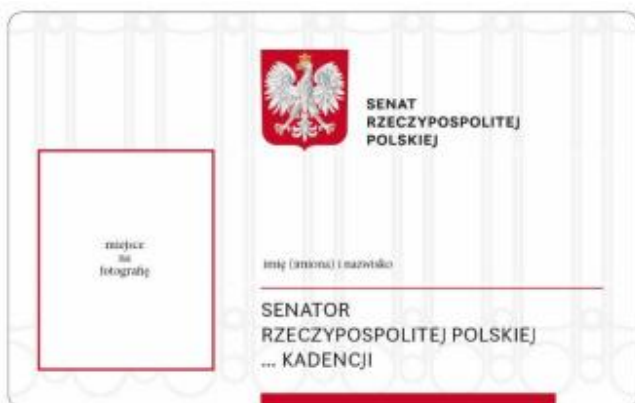 SENAT
RZECZYPOSPOLITEJ
POLSKIEJ
miejsce
na
fotografię
imię (imiona) i nazwisko
SENATOR
RZECZYPOSPOLITEJ POLSKIEJ
... KADENCJI